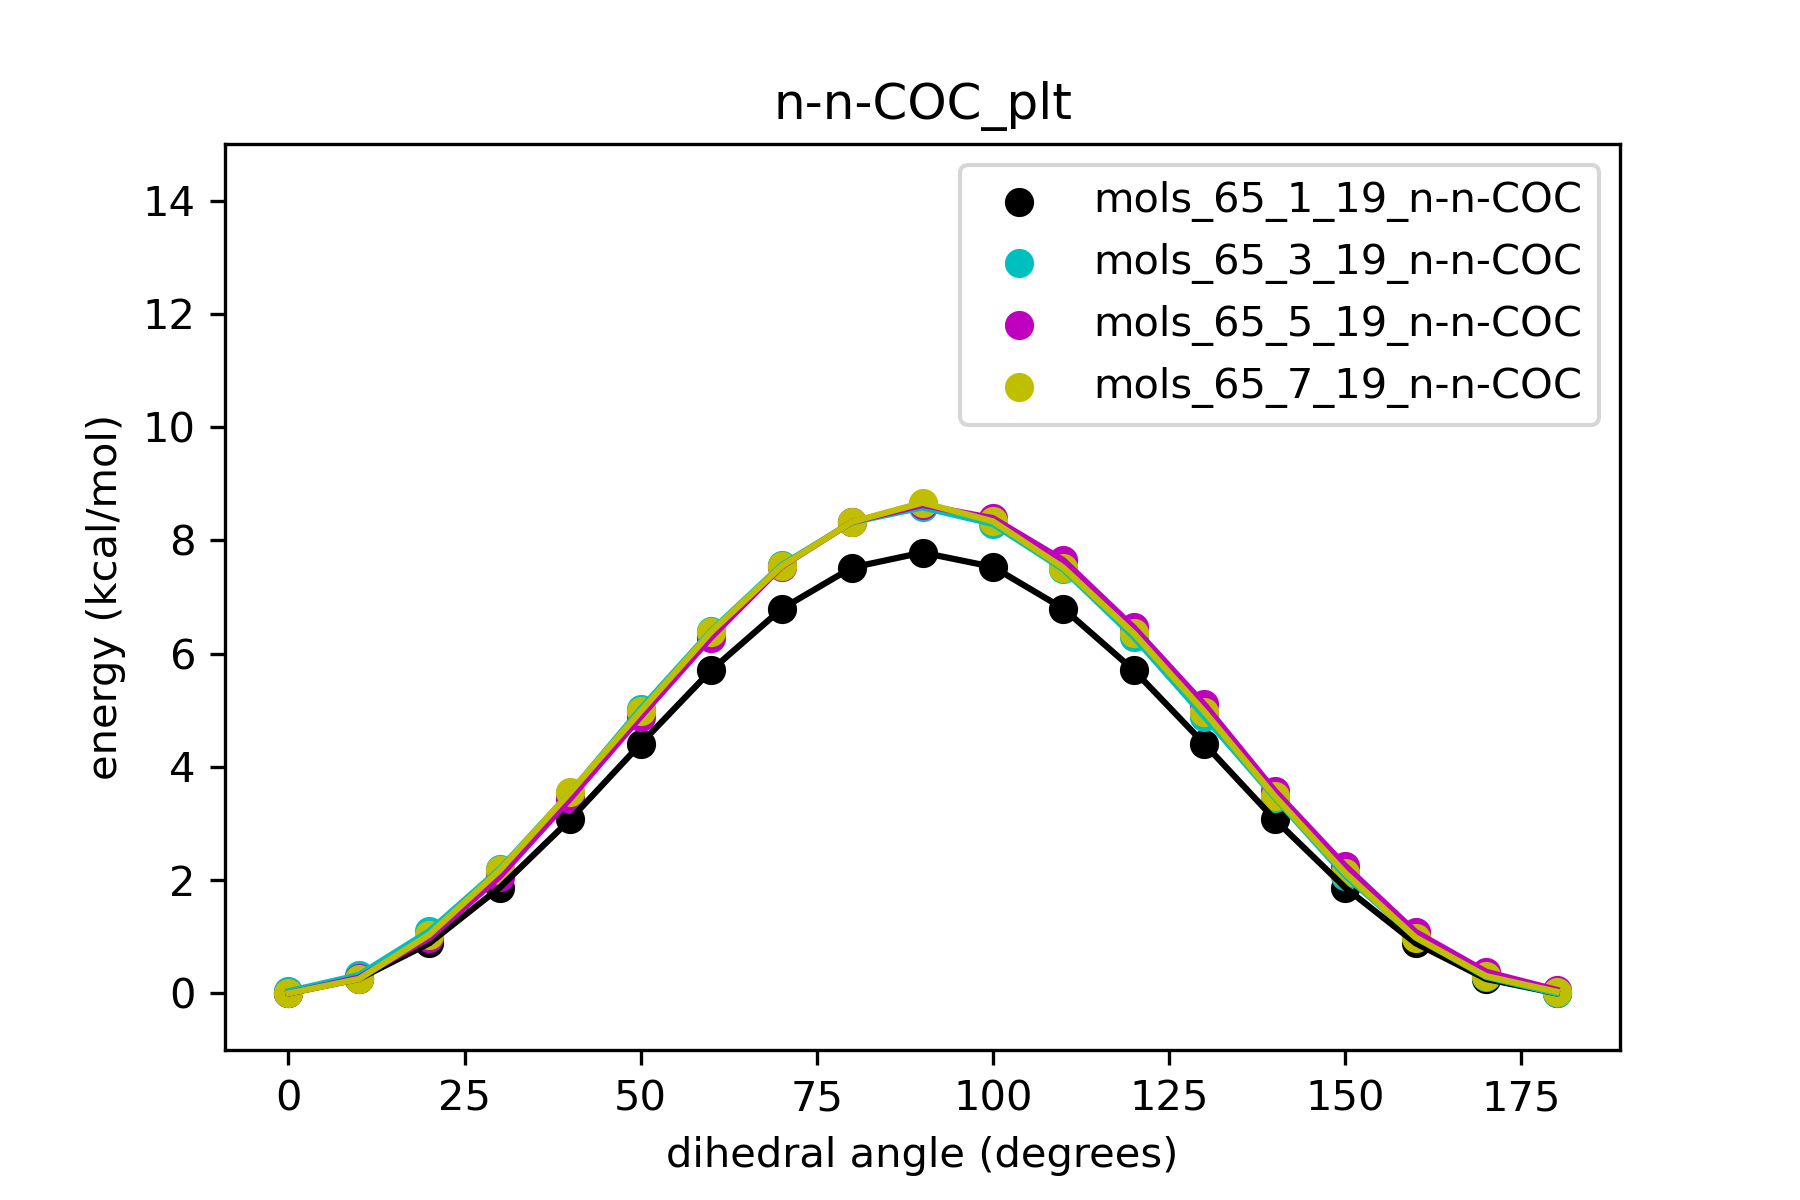 n-n-COC_plt
mols_65_1_19_n-n-COC
mols_65_3_19_n-n-COC
mols_65_5_19_n-n-COC
mols_65_7_19_n-n-COC
energy (kcal/mol)
14
12
10
8
6
4
2
0
0 25 50 75 100 125 150 175
dihedral angle (degrees)